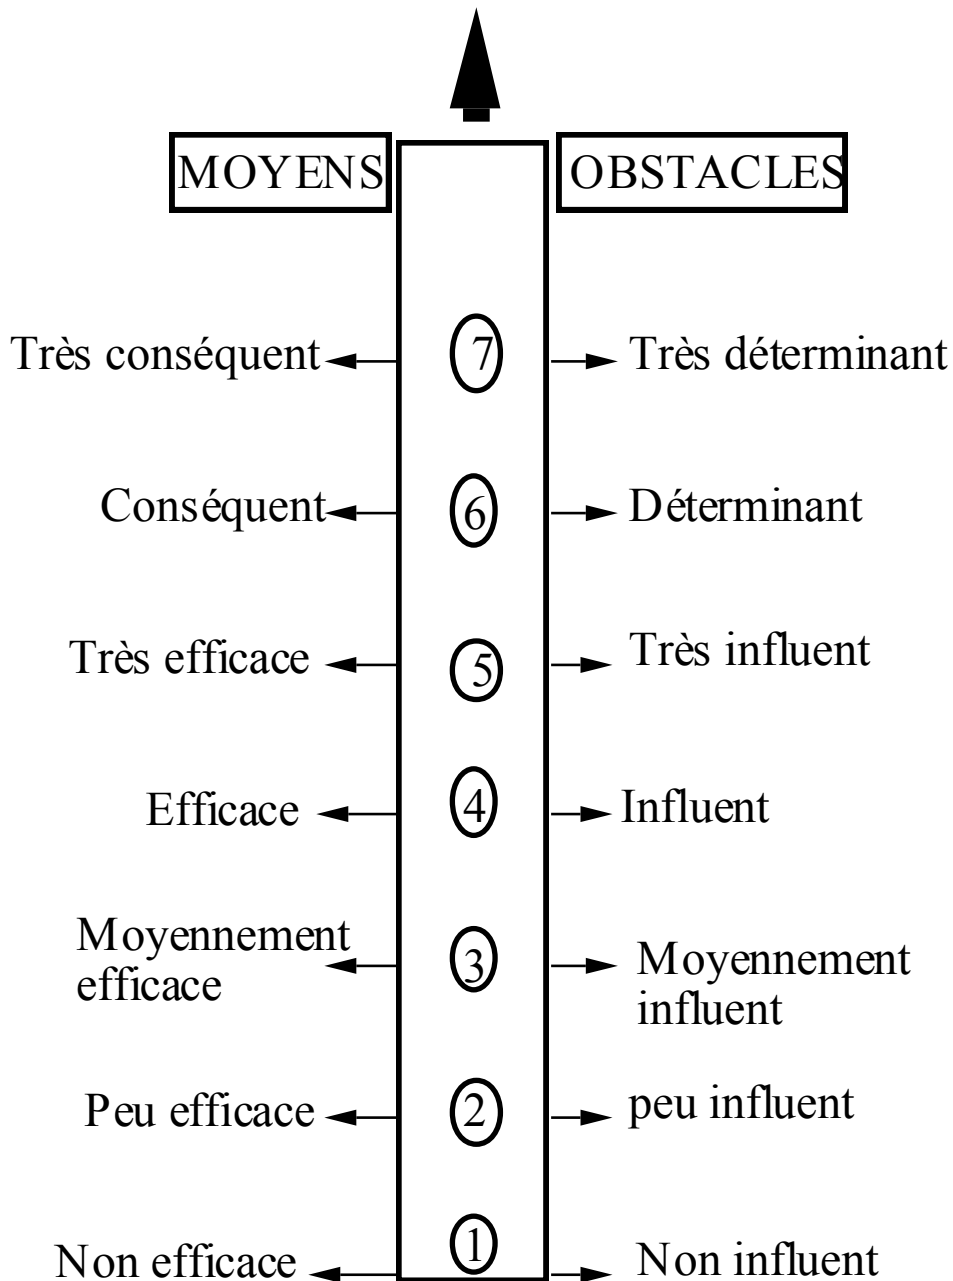 MOYENS
OBSTACLES
Très conséquent
7
Très déterminant
Conséquent
6
Déterminant
Très efficace
5
Très influent
Efficace
4
Influent
Moyennement
efficace
3
Moyennement
influent
Peu efficace
2
peu influent
Non efficace
1
Non influent